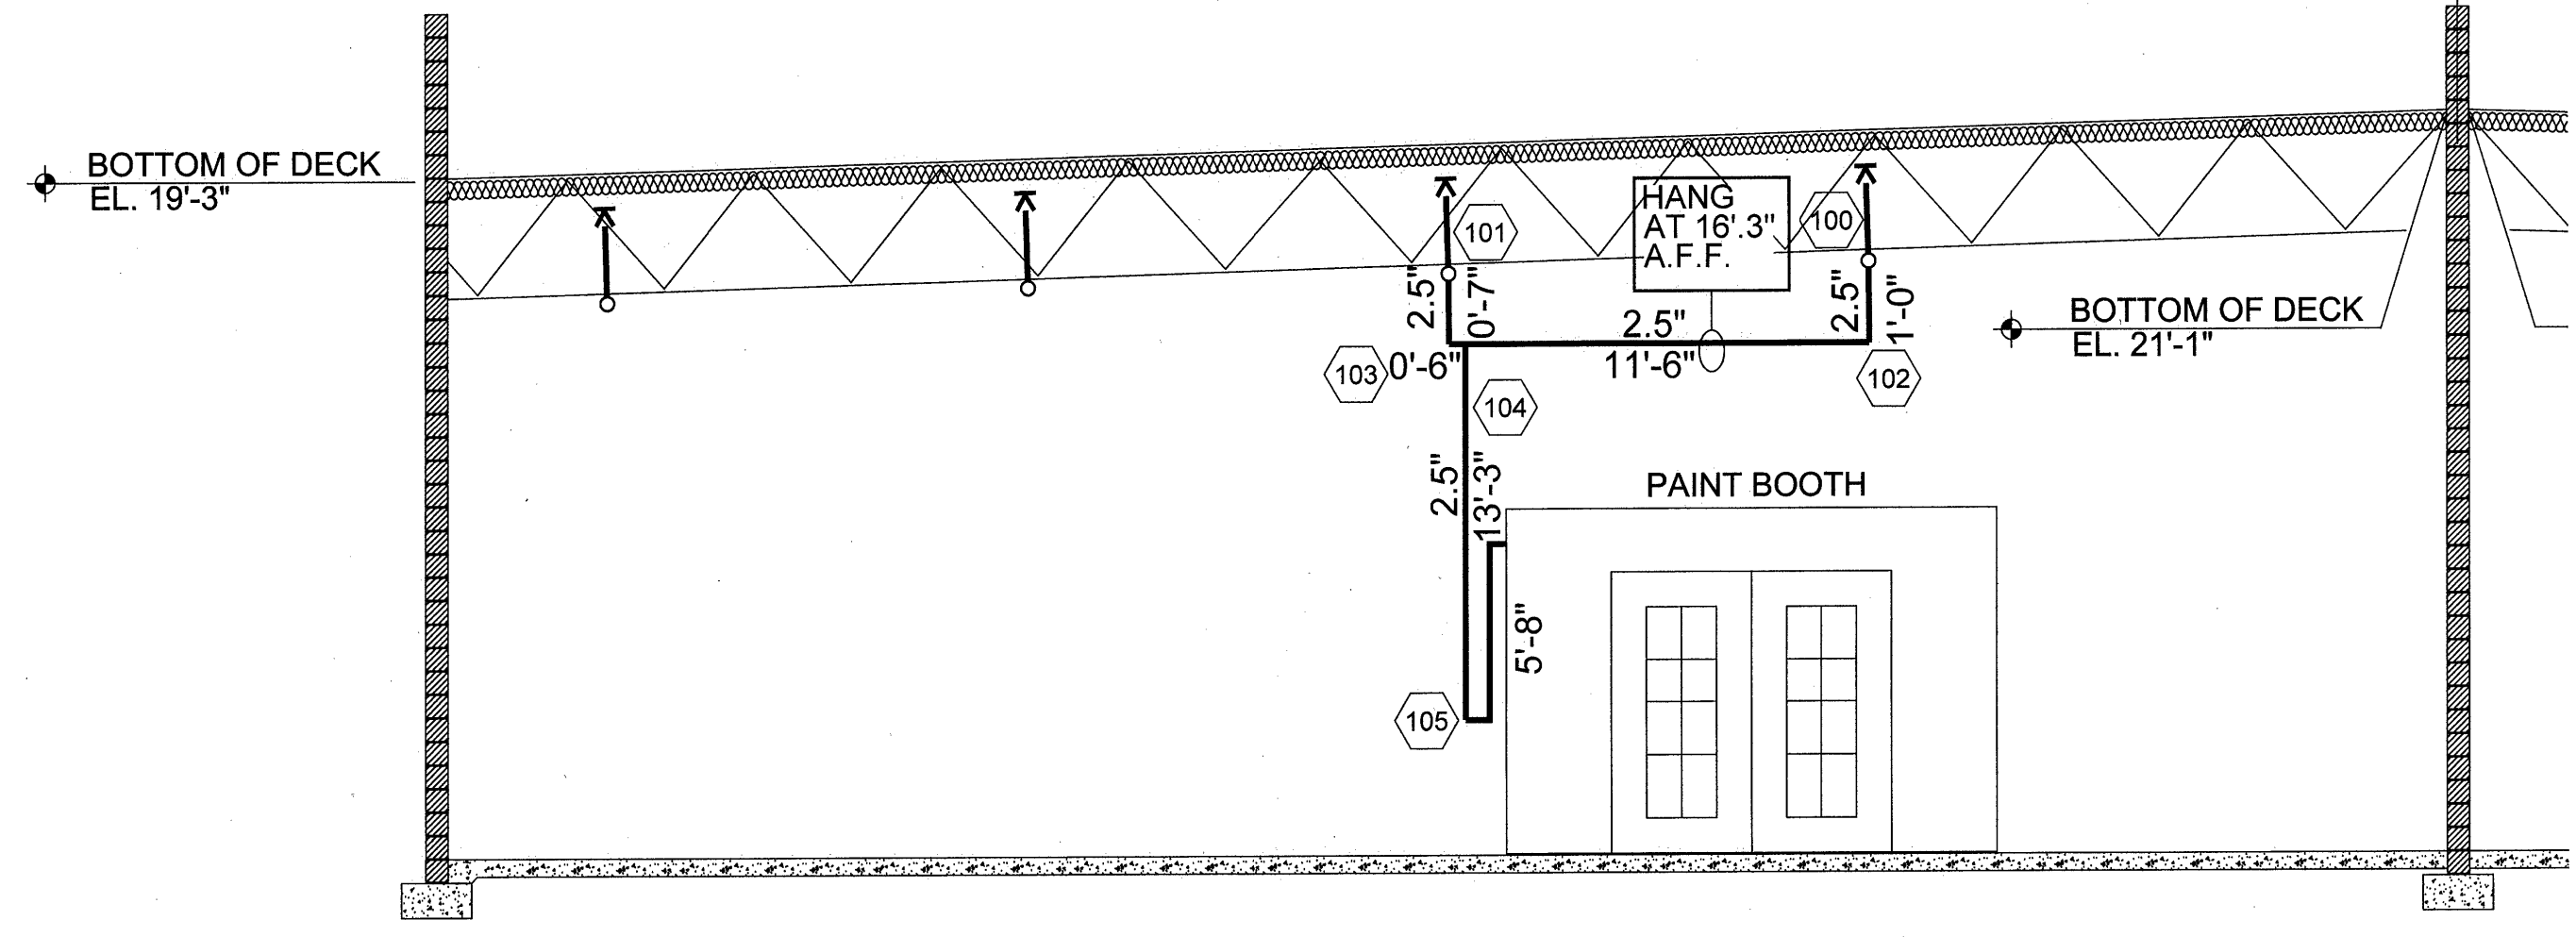 BOTTOM OF DECK
EL. 19'-3"
HANG
AT 16'.3"
A.F.F.
101
100
2.5"
0'-7"
2.5"
11'-6"
2.5"
1'-0"
BOTTOM OF DECK
EL. 21'-1"
103
0'-6"
102
104
2.5"
13'-3"
PAINT BOOTH
5'-8"
105